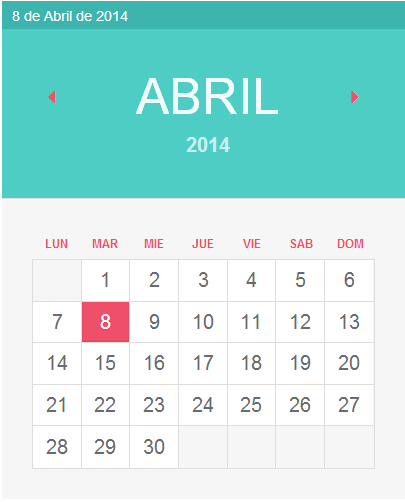 8 de Abril de 2014
ABRIL
2014
LUN MAR MIE JUE VIE SAB DOM
1 2 3 4 5 6
7 8 9 10 11 12 13
14 15 16 17 18 19 20
21 22 23 24 25 26 27
28 29 30